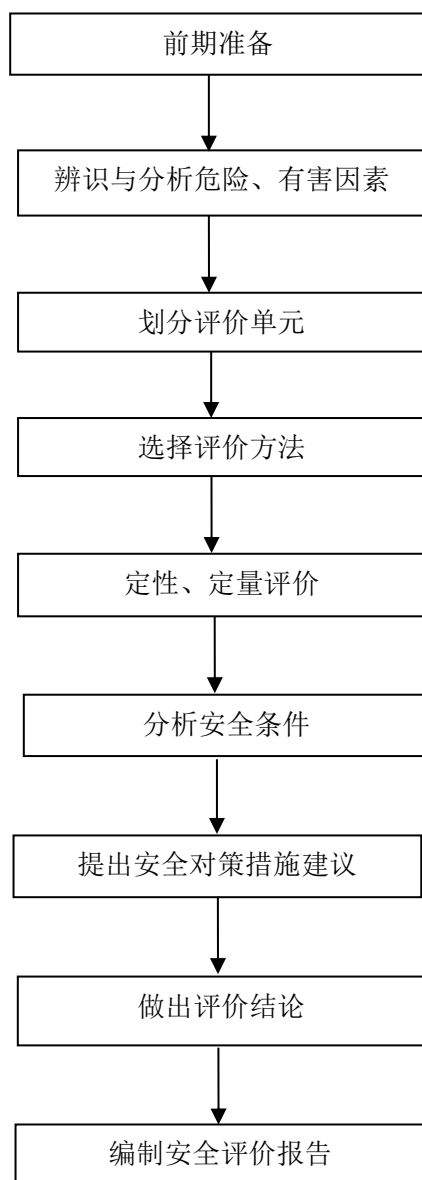 前期准备
辨识与分析危险、有害因素
划分评价单元
选择评价方法
定性、定量评价
分析安全条件
提出安全对策措施建议
做出评价结论
编制安全评价报告